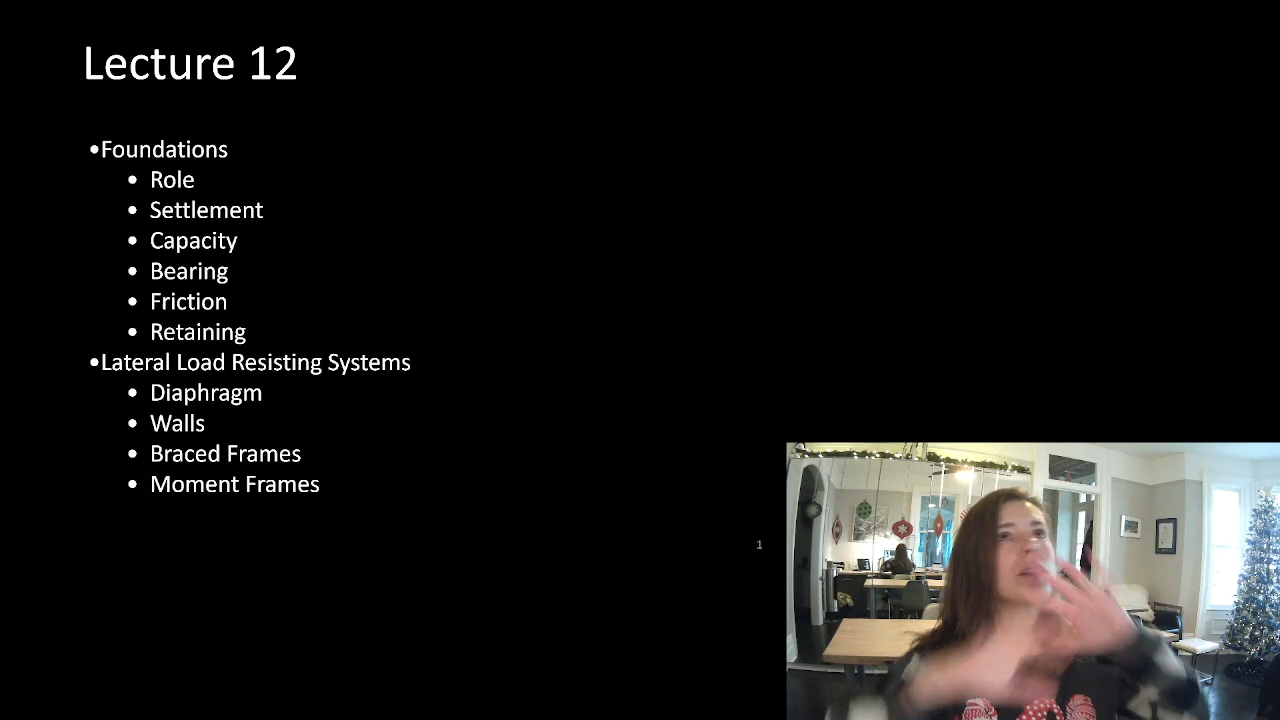 Lecture 12
•Foundations
• Role
• Settlement
• Capacity
• Bearing
• Friction
• Retaining
•Lateral Load Resisting Systems
• Diaphragm
• Walls
• Braced Frames
• Moment Frames
1